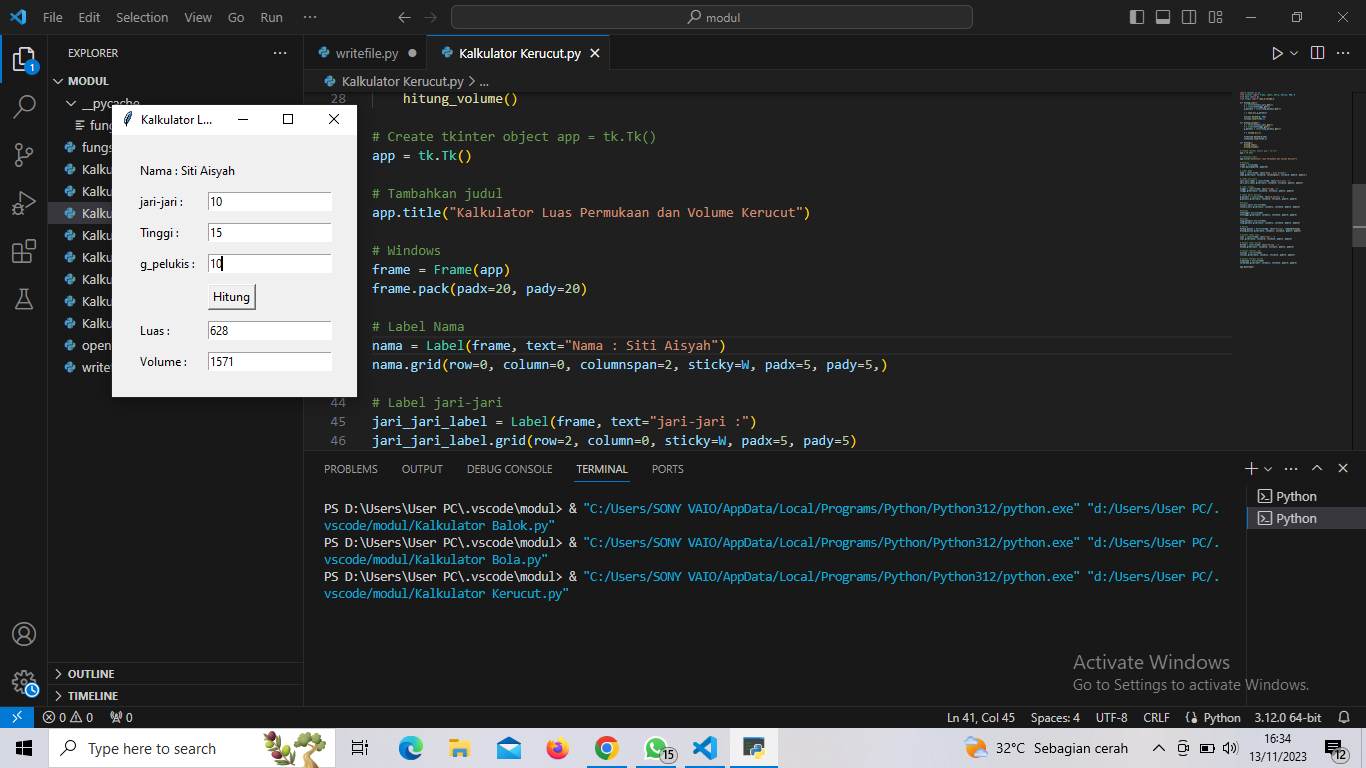 File Edit Selection View Go Run ···
modul
EXPLORER
MODUL
__pycache
fung
fungs
Kalku
Kalku
Kalku
Kalku
Kalku
Kalku
Kalku
Kalku
open
write
OUTLINE
TIMELINE
1
Kalkulator L...
Nama : Siti Aisyah
jari-jari : 10
Tinggi : 15
g_pelukis : 10
Hitung
Luas : 628
Volume : 1571
writefile.py
Kalkulator Kerucut.py
Kalkulator Kerucut.py > ...
28 hitung_volume()
# Create tkinter object app = tk.Tk()
app = tk.Tk()
# Tambahkan judul
app.title("Kalkulator Luas Permukaan dan Volume Kerucut")
# Windows
frame = Frame(app)
frame.pack(padx=20, pady=20)
# Label Nama
nama = Label(frame, text="Nama : Siti Aisyah")
nama.grid(row=0, column=0, columnspan=2, sticky=W, padx=5, pady=5,)
44 # Label jari-jari
45 jari_jari_label = Label(frame, text="jari-jari :")
46 jari_jari_label.grid(row=2, column=0, sticky=W, padx=5, pady=5)
PROBLEMS OUTPUT DEBUG CONSOLE TERMINAL PORTS
PS D:\Users\User PC\.vscode\modul> & "C:/Users/SONY VAIO/AppData/Local/Programs/Python/Python312/python.exe" "d:/Users/User PC/.
vscode/modul/Kalkulator Balok.py"
PS D:\Users\User PC\.vscode\modul> & "C:/Users/SONY VAIO/AppData/Local/Programs/Python/Python312/python.exe" "d:/Users/User PC/.
vscode/modul/Kalkulator Bola.py"
PS D:\Users\User PC\.vscode\modul> & "C:/Users/SONY VAIO/AppData/Local/Programs/Python/Python312/python.exe" "d:/Users/User PC/.
vscode/modul/Kalkulator Kerucut.py"
Python
Python
Activate Windows
Go to Settings to activate Windows.
0 0 0
Ln 41, Col 45 Spaces: 4 UTF-8 CRLF Python 3.12.0 64-bit
Type here to search
15
32°C Sebagian cerah
16:34
13/11/2023
12